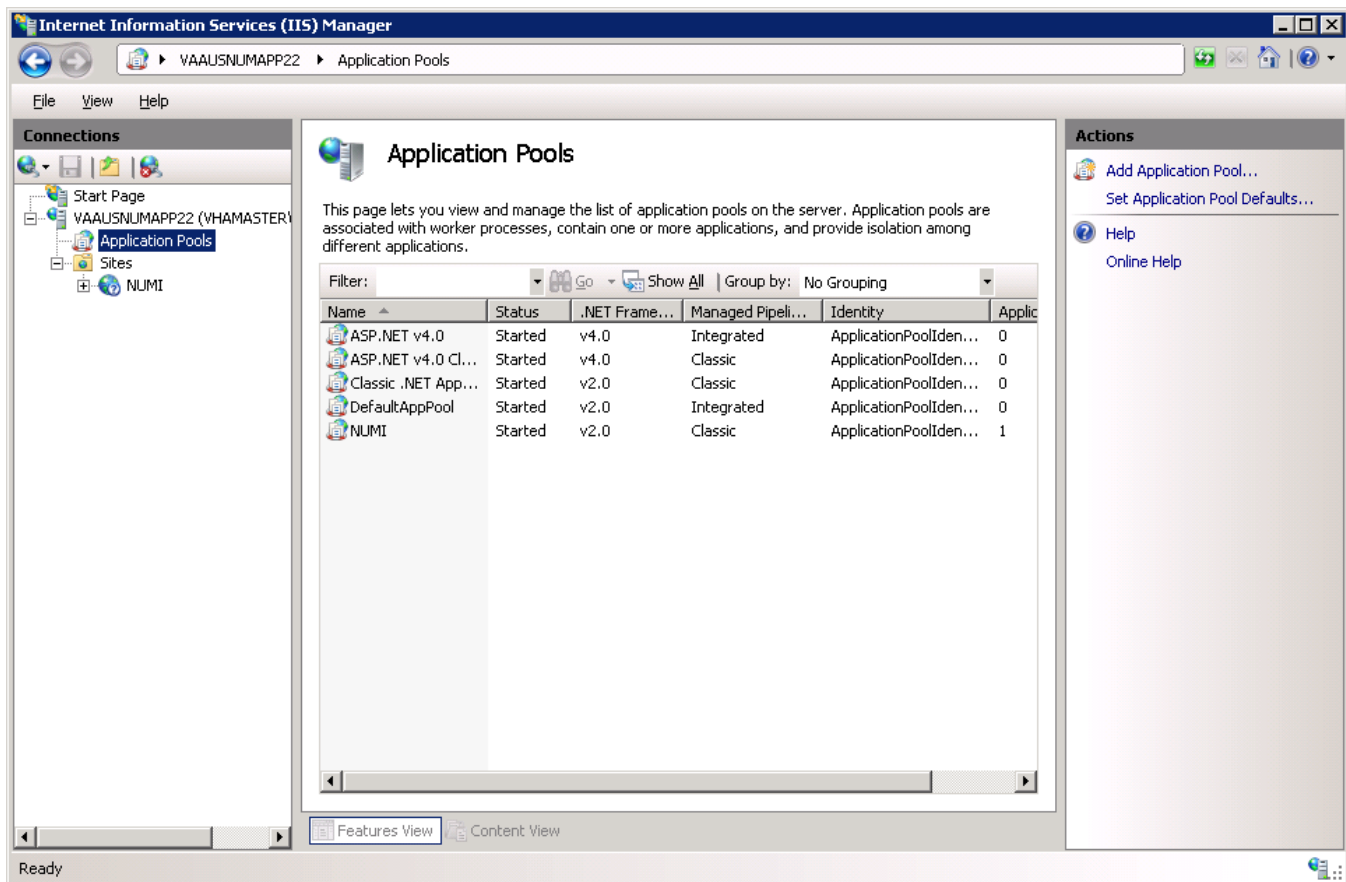 Internet Information Services (IIS) Manager
VAAUSNUMAPP22 Application Pools
File View Help
Connections
Start Page
VAAUSNUMAPP22 (VHAMASTER\
Application Pools
Sites
NUMI
Application Pools
This page lets you view and manage the list of application pools on the server. Application pools are
associated with worker processes, contain one or more applications, and provide isolation among
different applications.
Filter: Go Show All Group by: No Grouping
Name Status .NET Frame... Managed Pipeli... Identity Applic
ASP.NET v4.0 Started v4.0 Integrated ApplicationPoolIden... 0
ASP.NET v4.0 Cl... Started v4.0 Classic ApplicationPoolIden... 0
Classic .NET App... Started v2.0 Classic ApplicationPoolIden... 0
DefaultAppPool Started v2.0 Integrated ApplicationPoolIden... 0
NUMI Started v2.0 Classic ApplicationPoolIden... 1
Features View Content View
Actions
Add Application Pool...
Set Application Pool Defaults...
Help
Online Help
Ready